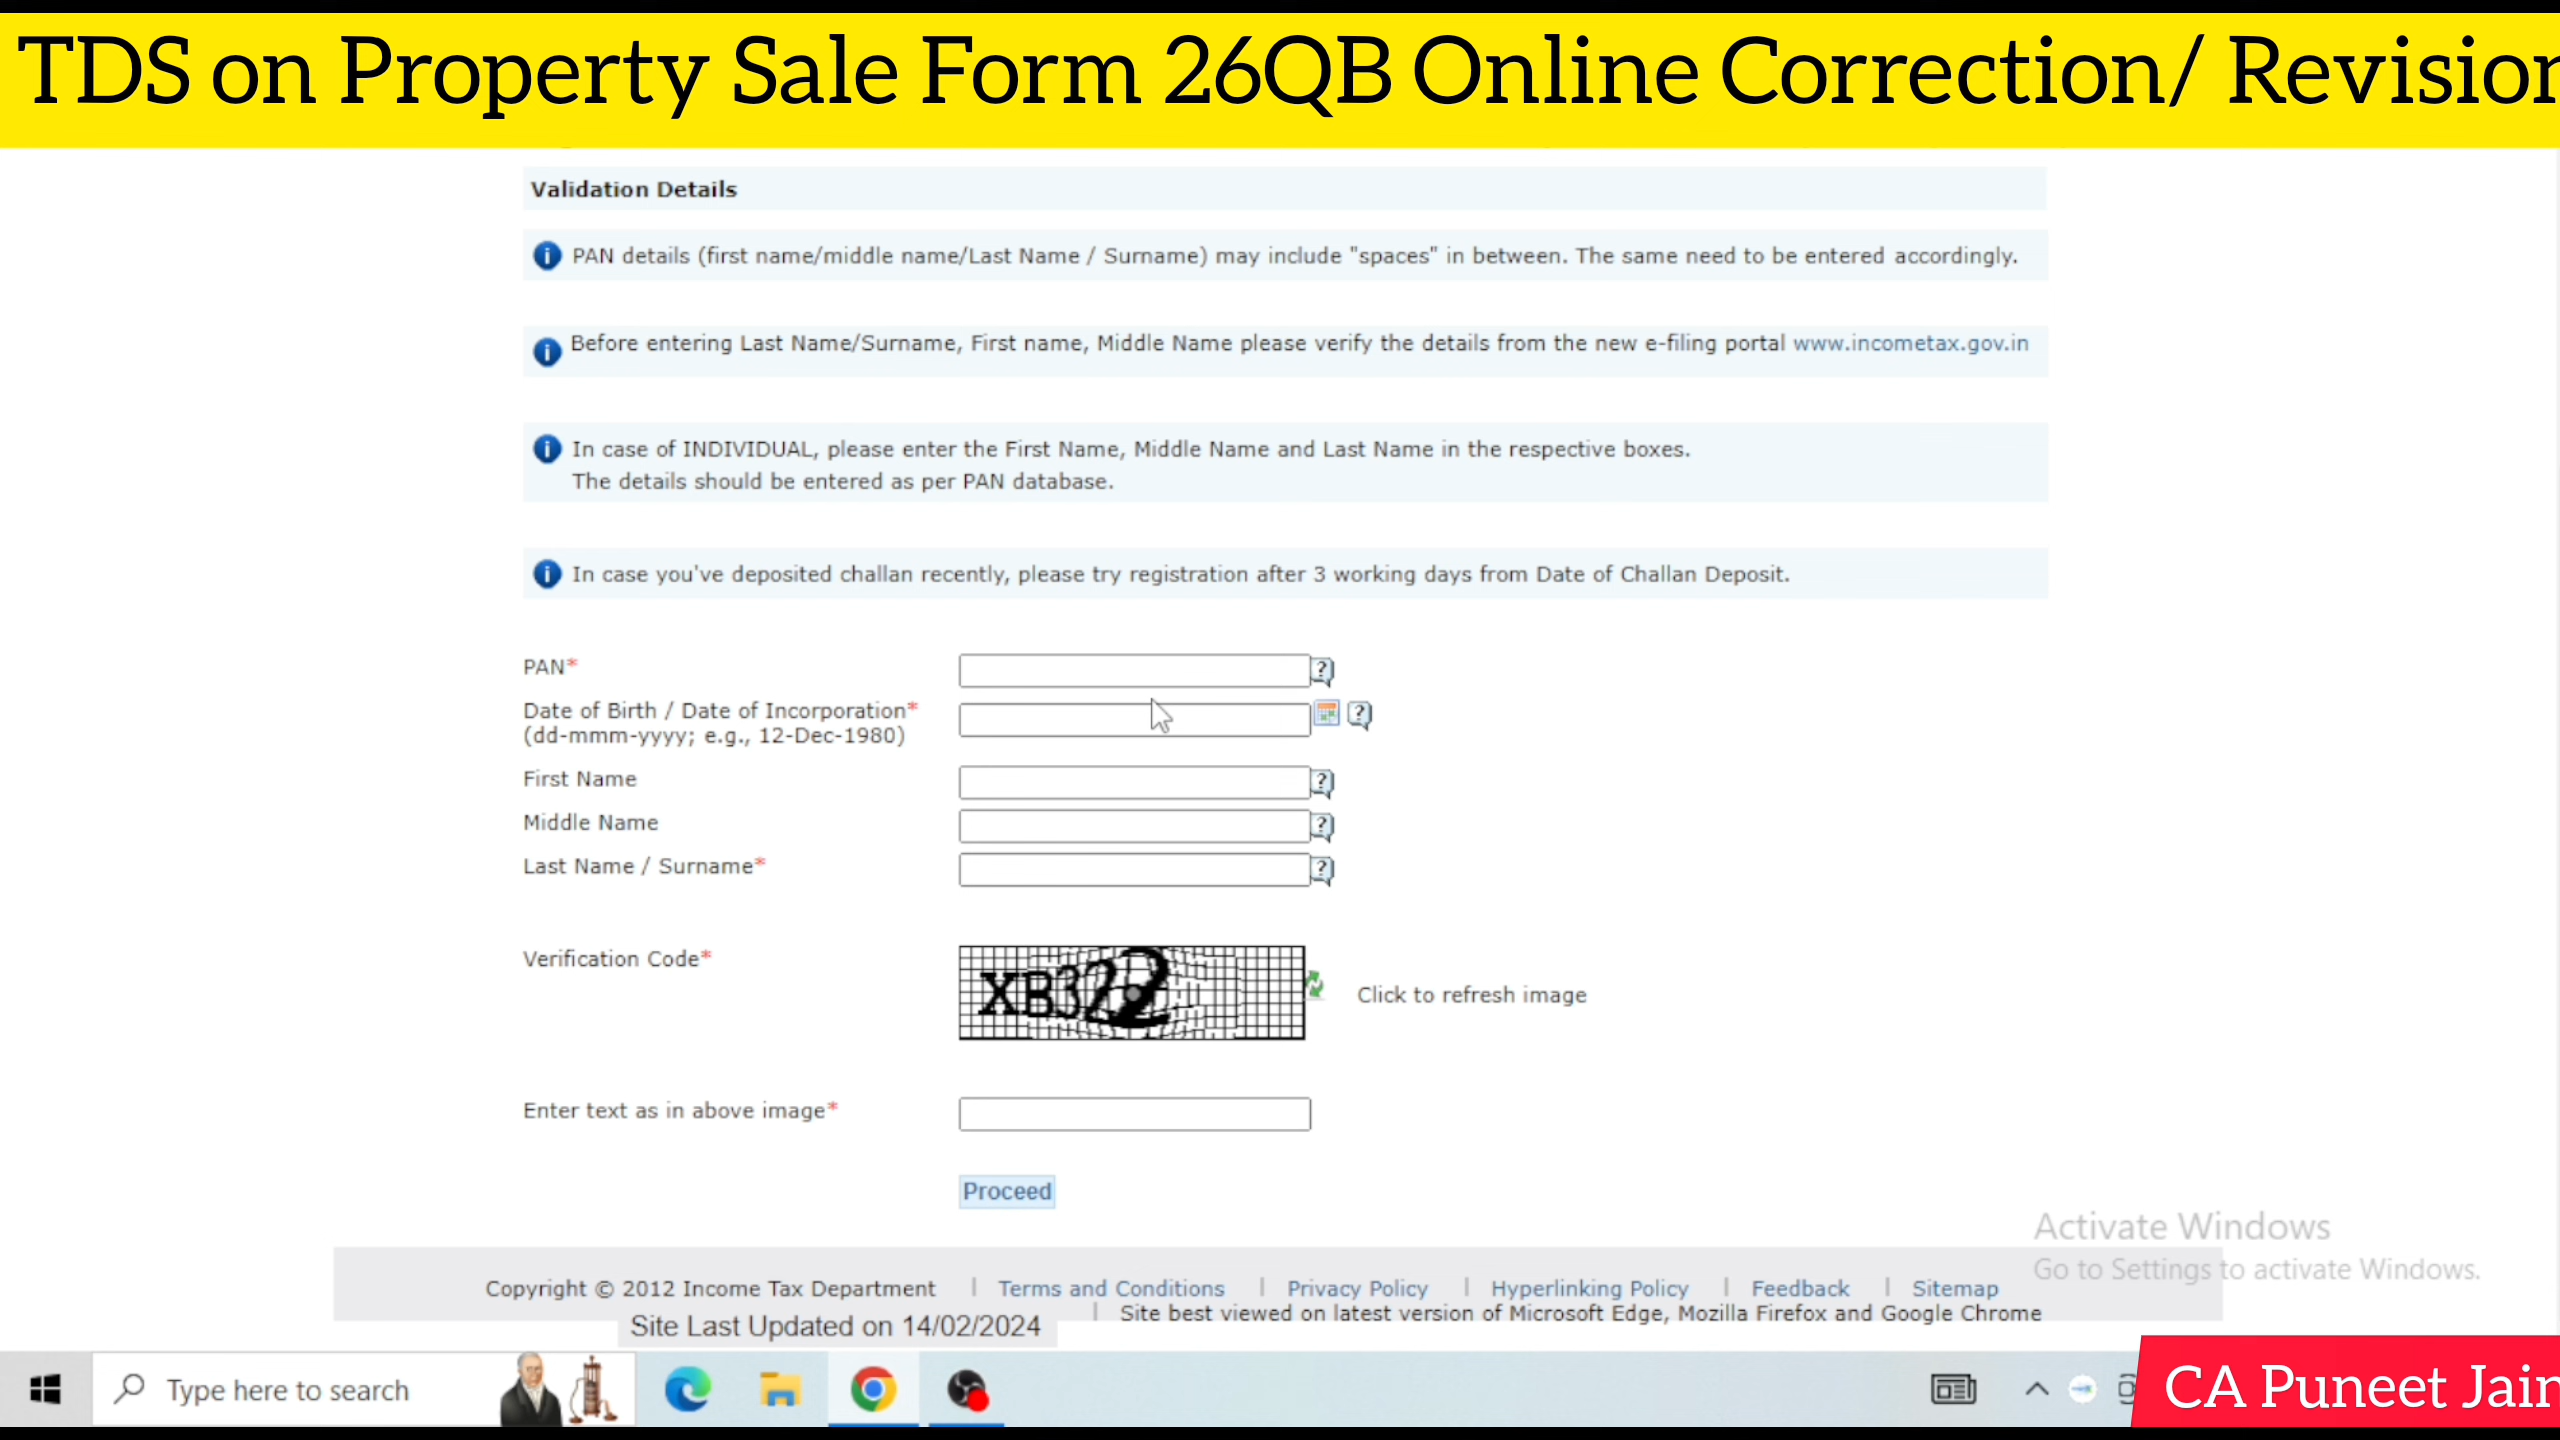 TDS on Property Sale Form 26QB Online Correction/ Revision
Validation Details
PAN details (first name/middle name/Last Name / Surname) may include "spaces" in between. The same need to be entered accordingly.
Before entering Last Name/Surname, First name, Middle Name please verify the details from the new e-filing portal www.incometax.gov.in
In case of INDIVIDUAL, please enter the First Name, Middle Name and Last Name in the respective boxes.
The details should be entered as per PAN database.
In case you've deposited challan recently, please try registration after 3 working days from Date of Challan Deposit.
PAN*
Date of Birth / Date of Incorporation*
(dd-mmm-yyyy; e.g., 12-Dec-1980)
First Name
Middle Name
Last Name / Surname*
Verification Code*
XB322
Click to refresh image
Enter text as in above image*
Proceed
Activate Windows
Go to Settings to activate Windows.
Copyright © 2012 Income Tax Department | Terms and Conditions | Privacy Policy | Hyperlinking Policy | Feedback | Sitemap
| Site best viewed on latest version of Microsoft Edge, Mozilla Firefox and Google Chrome
Site Last Updated on 14/02/2024
Type here to search
CA Puneet Jain